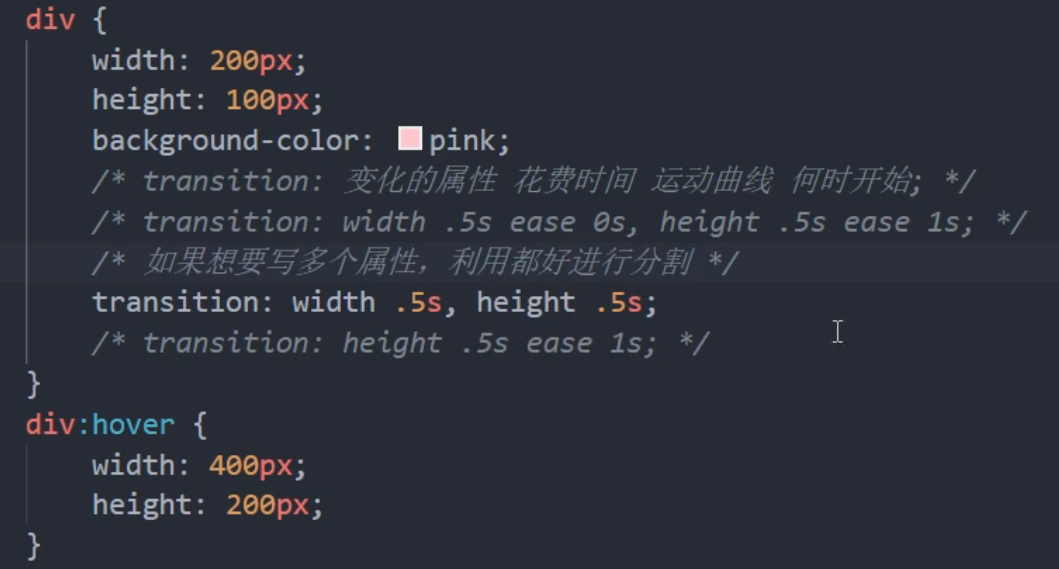 div {
    width: 200px;
    height: 100px;
    background-color: pink;
    /* transition: 变化的属性 花费时间 运动曲线 何时开始; */
    /* transition: width .5s ease 0s, height .5s ease 1s; */
    /* 如果想要写多个属性，利用都好进行分割 */
    transition: width .5s, height .5s;
    /* transition: height .5s ease 1s; */
}
div:hover {
    width: 400px;
    height: 200px;
}